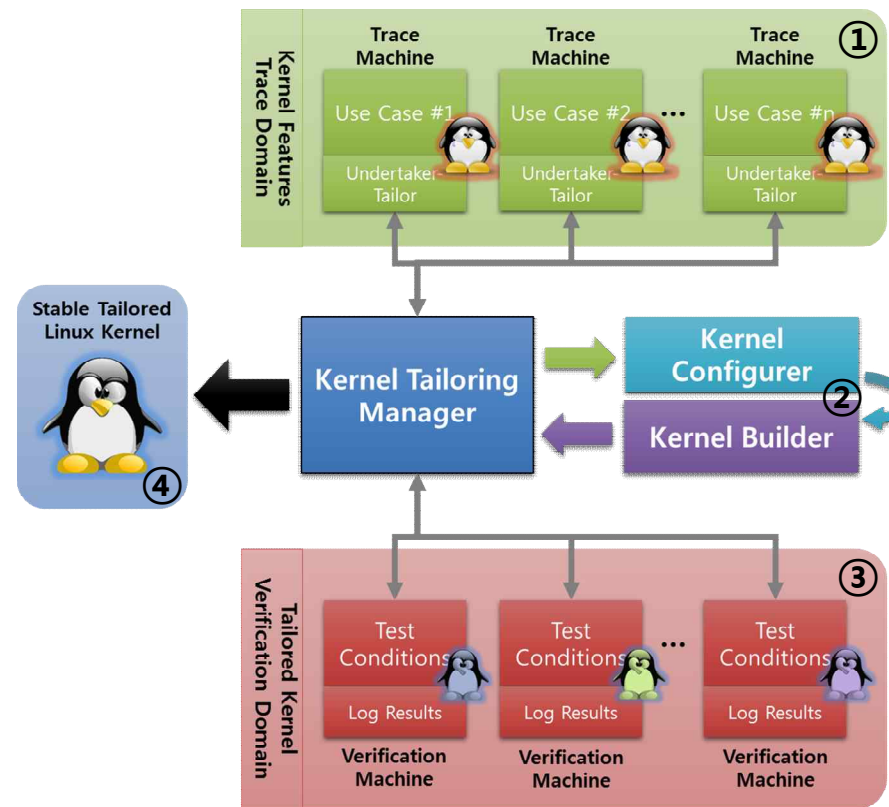 Kernel Features
Trace Domain
Trace
Machine
Trace
Machine
Trace
Machine
①
Use Case #1
Use Case #2
...
Use Case #n
Undertaker-
Tailor
Undertaker-
Tailor
Undertaker-
Tailor
Stable Tailored
Linux Kernel
④
Kernel Tailoring
Manager
Kernel
Configurer
②
Kernel Builder
Tailored Kernel
Verification Domain
③
Test
Conditions
Test
Conditions
...
Test
Conditions
Log Results
Log Results
Log Results
Verification
Machine
Verification
Machine
Verification
Machine